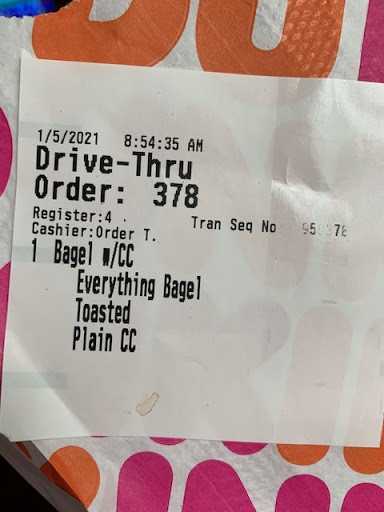 1/5/2021 8:54:35 AM
Drive-Thru
Order: 378
Register:4
Tran Seq No
Cashier:Order T.
1 Bagel w/CC
Everything Bagel
Toasted
Plain CC